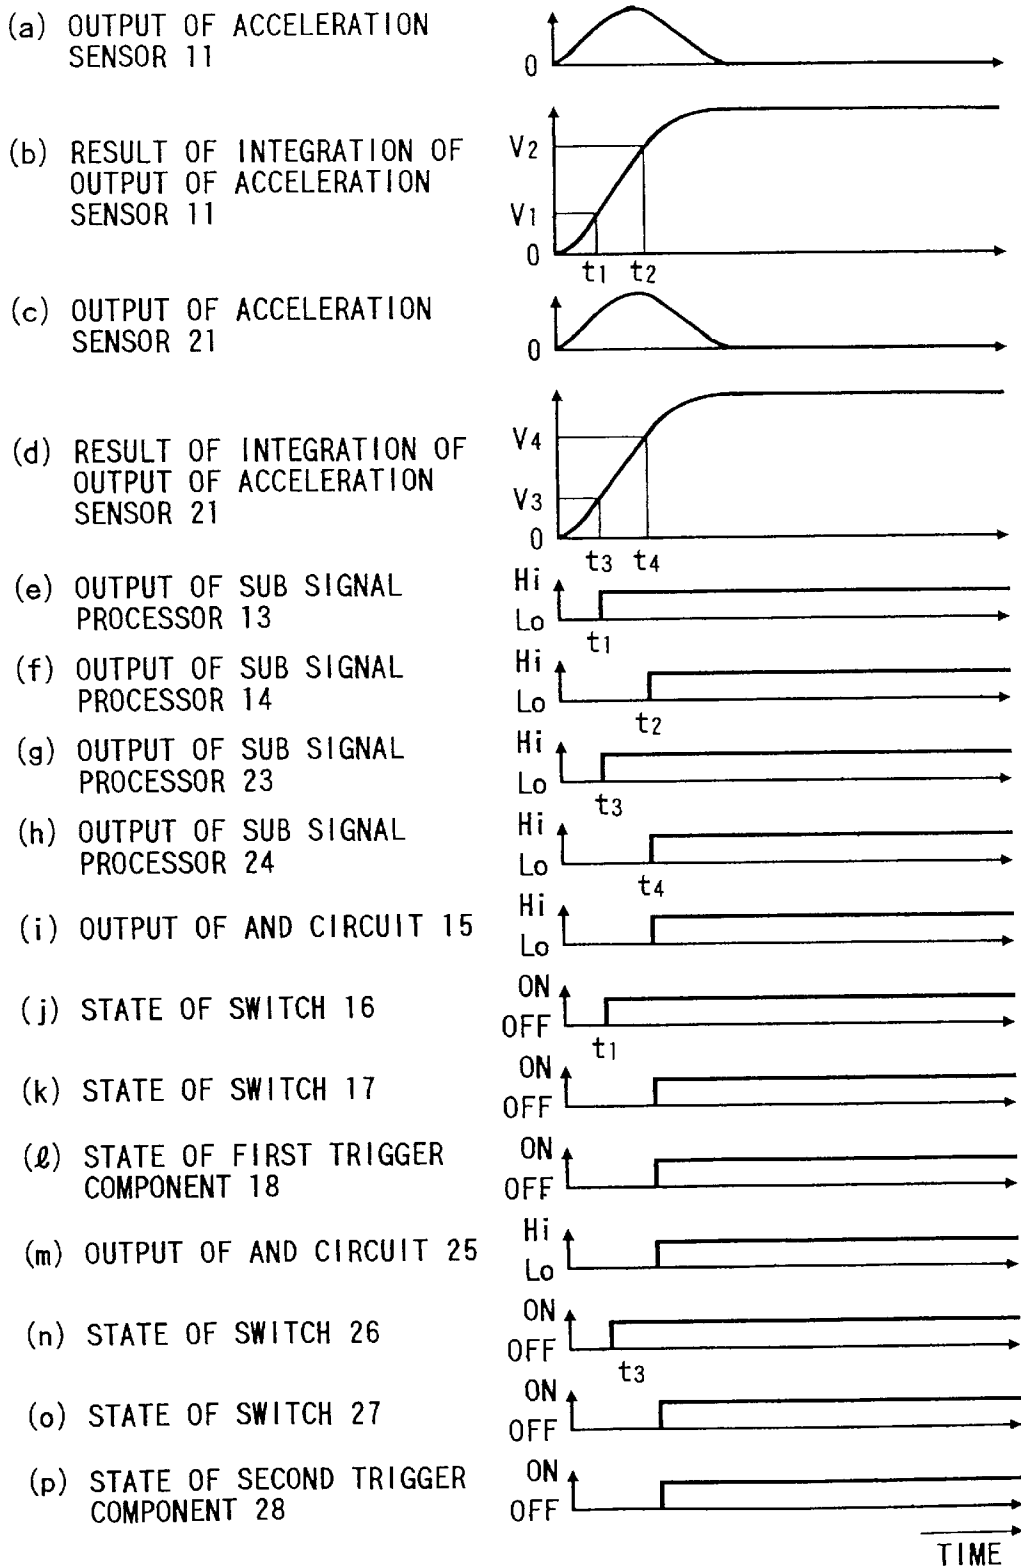 (a) OUTPUT OF ACCELERATION
SENSOR 11
0
(b) RESULT OF INTEGRATION OF
OUTPUT OF ACCELERATION
SENSOR 11
V2
V1
0
t1 t2
(c) OUTPUT OF ACCELERATION
SENSOR 21
0
(d) RESULT OF INTEGRATION OF
OUTPUT OF ACCELERATION
SENSOR 21
V4
V3
0
t3 t4
(e) OUTPUT OF SUB SIGNAL
PROCESSOR 13
Hi
Lo
t1
(f) OUTPUT OF SUB SIGNAL
PROCESSOR 14
Hi
Lo
t2
(g) OUTPUT OF SUB SIGNAL
PROCESSOR 23
Hi
Lo
t3
(h) OUTPUT OF SUB SIGNAL
PROCESSOR 24
Hi
Lo
t4
(i) OUTPUT OF AND CIRCUIT 15
Hi
Lo
(j) STATE OF SWITCH 16
ON
OFF
t1
(k) STATE OF SWITCH 17
ON
OFF
(ℓ) STATE OF FIRST TRIGGER
COMPONENT 18
ON
OFF
(m) OUTPUT OF AND CIRCUIT 25
Hi
Lo
(n) STATE OF SWITCH 26
ON
OFF
t3
(o) STATE OF SWITCH 27
ON
OFF
(p) STATE OF SECOND TRIGGER
COMPONENT 28
ON
OFF
TIME